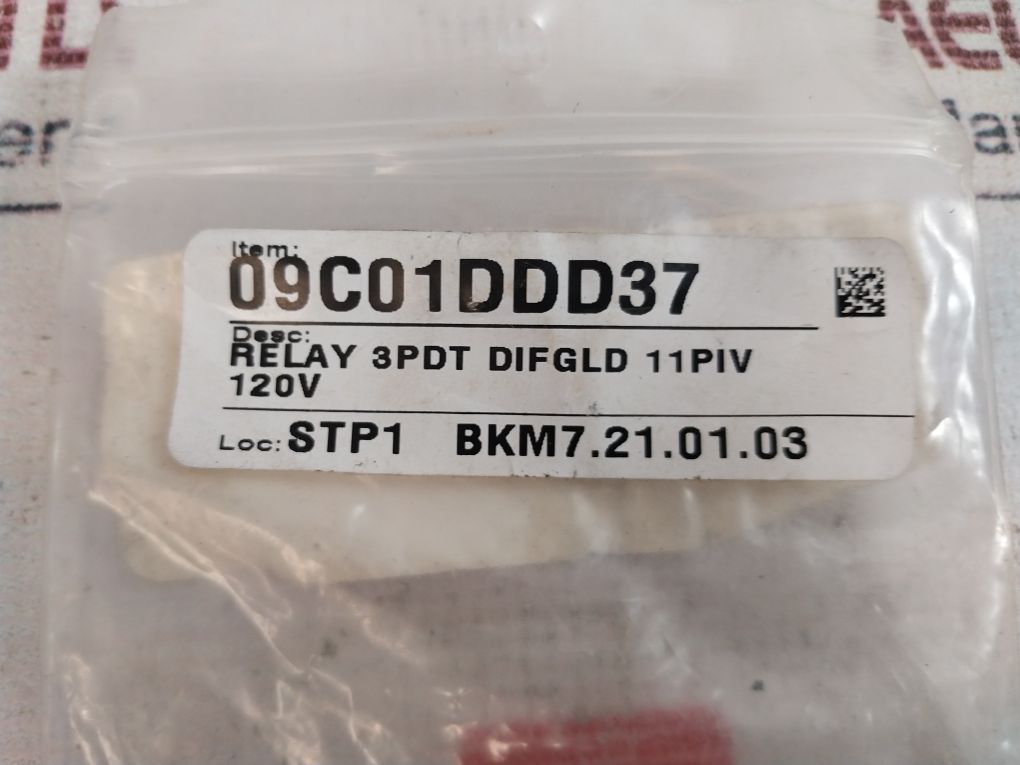 Item:
09C01DDD37
Desc:
RELAY 3PDT DIFGLD 11PIV
120V
Loc: STP1 BKM7.21.01.03